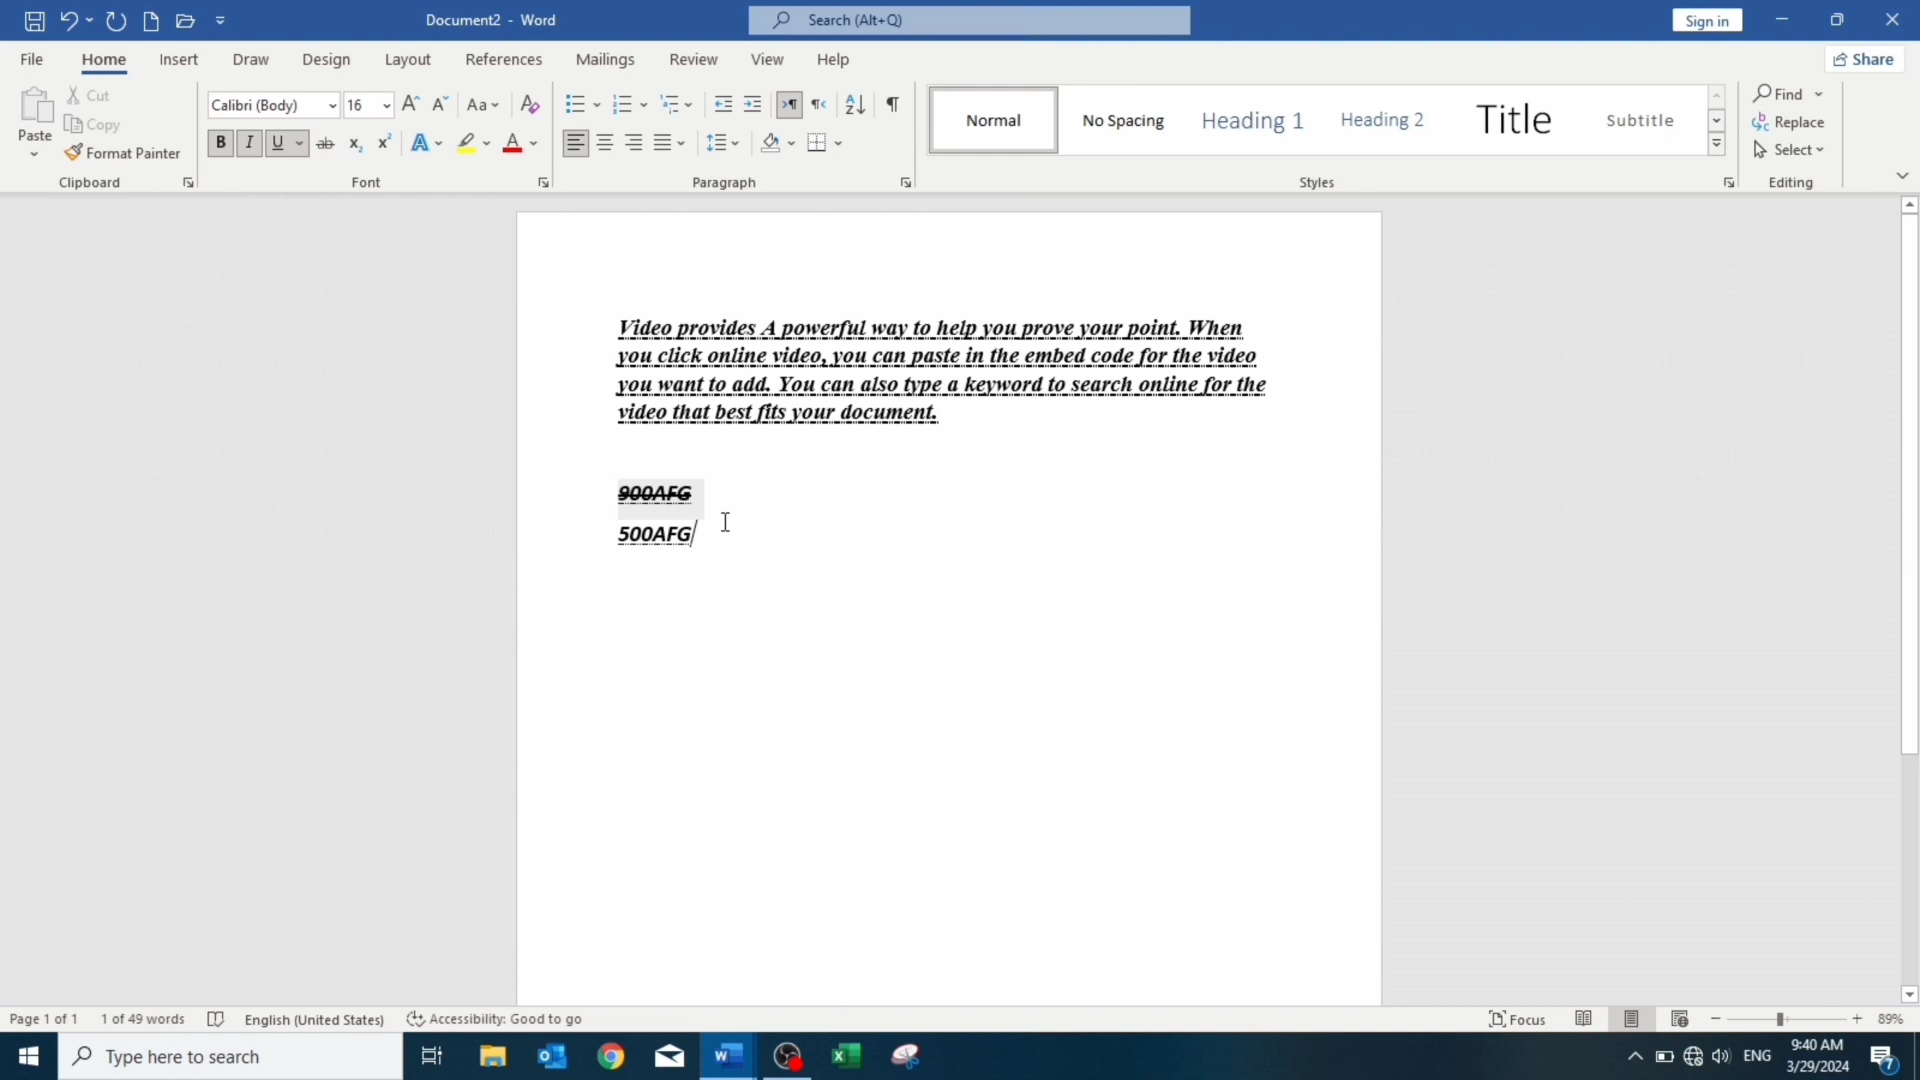 Document2 - Word
Search (Alt+Q)
Sign in
File Home Insert Draw Design Layout References Mailings Review View Help
Share
Paste
Cut
Copy
Format Painter
Clipboard
Calibri (Body) 16
Font
Paragraph
Normal
No Spacing
Heading 1
Heading 2
Title
Subtitle
Styles
Find
Replace
Select
Editing
Video provides A powerful way to help you prove your point. When
you click online video, you can paste in the embed code for the video
you want to add. You can also type a keyword to search online for the
video that best fits your document.
900AFG
500AFG
Page 1 of 1 1 of 49 words English (United States) Accessibility: Good to go
Focus
89%
Type here to search
ENG
9:40 AM
3/29/2024
7